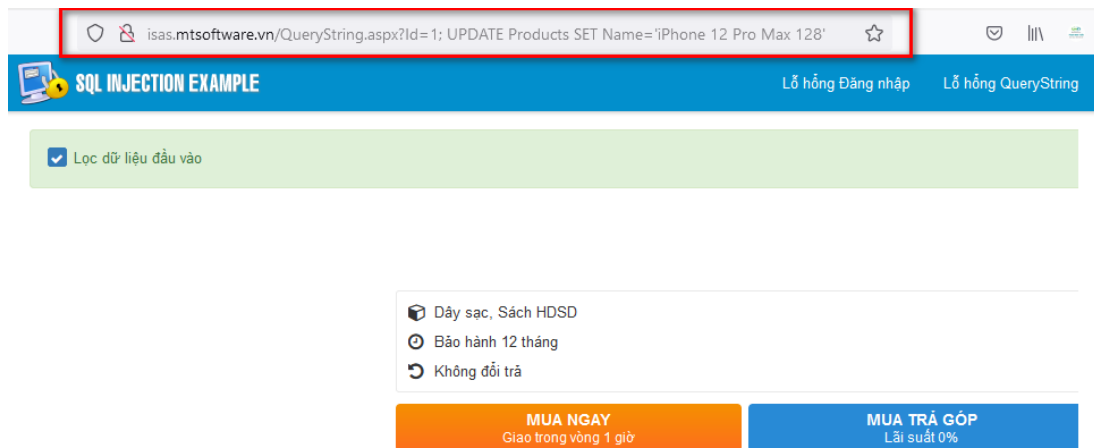 isas.mtsoftware.vn/QueryString.aspx?Id=1; UPDATE Products SET Name='iPhone 12 Pro Max 128'
SQL INJECTION EXAMPLE
Lỗ hổng Đăng nhập
Lỗ hổng QueryString
Lọc dữ liệu đầu vào
Dây sạc, Sách HDSD
Bảo hành 12 tháng
Không đổi trả
MUA NGAY
Giao trong vòng 1 giờ
MUA TRẢ GÓP
Lãi suất 0%